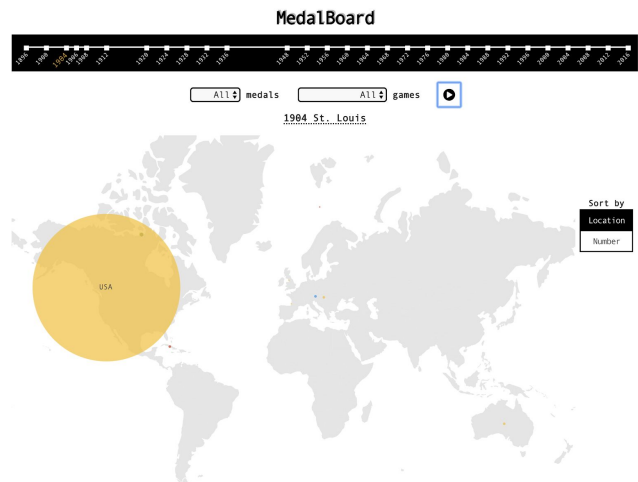 MedalBoard
1896 1900 1904 1906 1908 1912 1920 1924 1928 1932 1936 1948 1952 1956 1960 1964 1968 1972 1976 1980 1984 1988 1992 1996 2000 2004 2008 2012 2016
All medals All games
1904 St. Louis
Sort by
Location
Number
USA